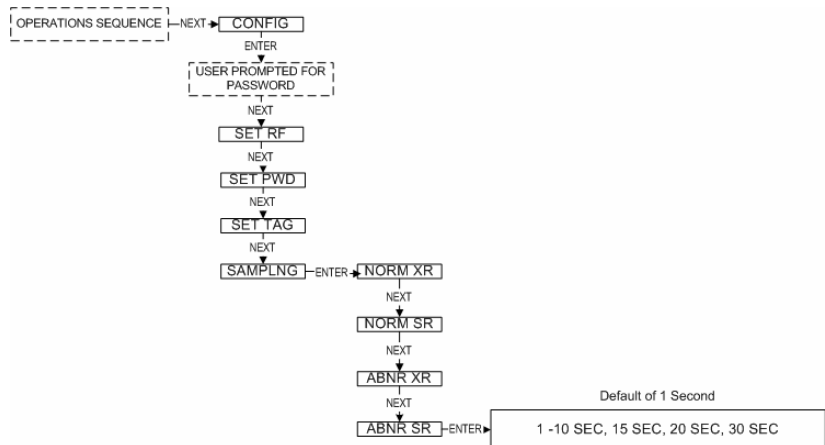 OPERATIONS SEQUENCE NEXT CONFIG
ENTER
USER PROMPTED FOR
PASSWORD
NEXT
SET RF
NEXT
SET PWD
NEXT
SET TAG
NEXT
SAMPLNG ENTER NORM XR
NEXT
NORM SR
NEXT
ABNR XR
NEXT
Default of 1 Second
ABNR SR ENTER 1 -10 SEC, 15 SEC, 20 SEC, 30 SEC